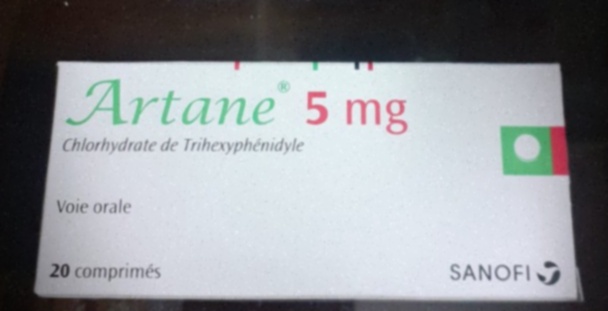 Artane® 5 mg
Chlorhydrate de Trihexyphénidyle
Voie orale
20 comprimés
SANOFI